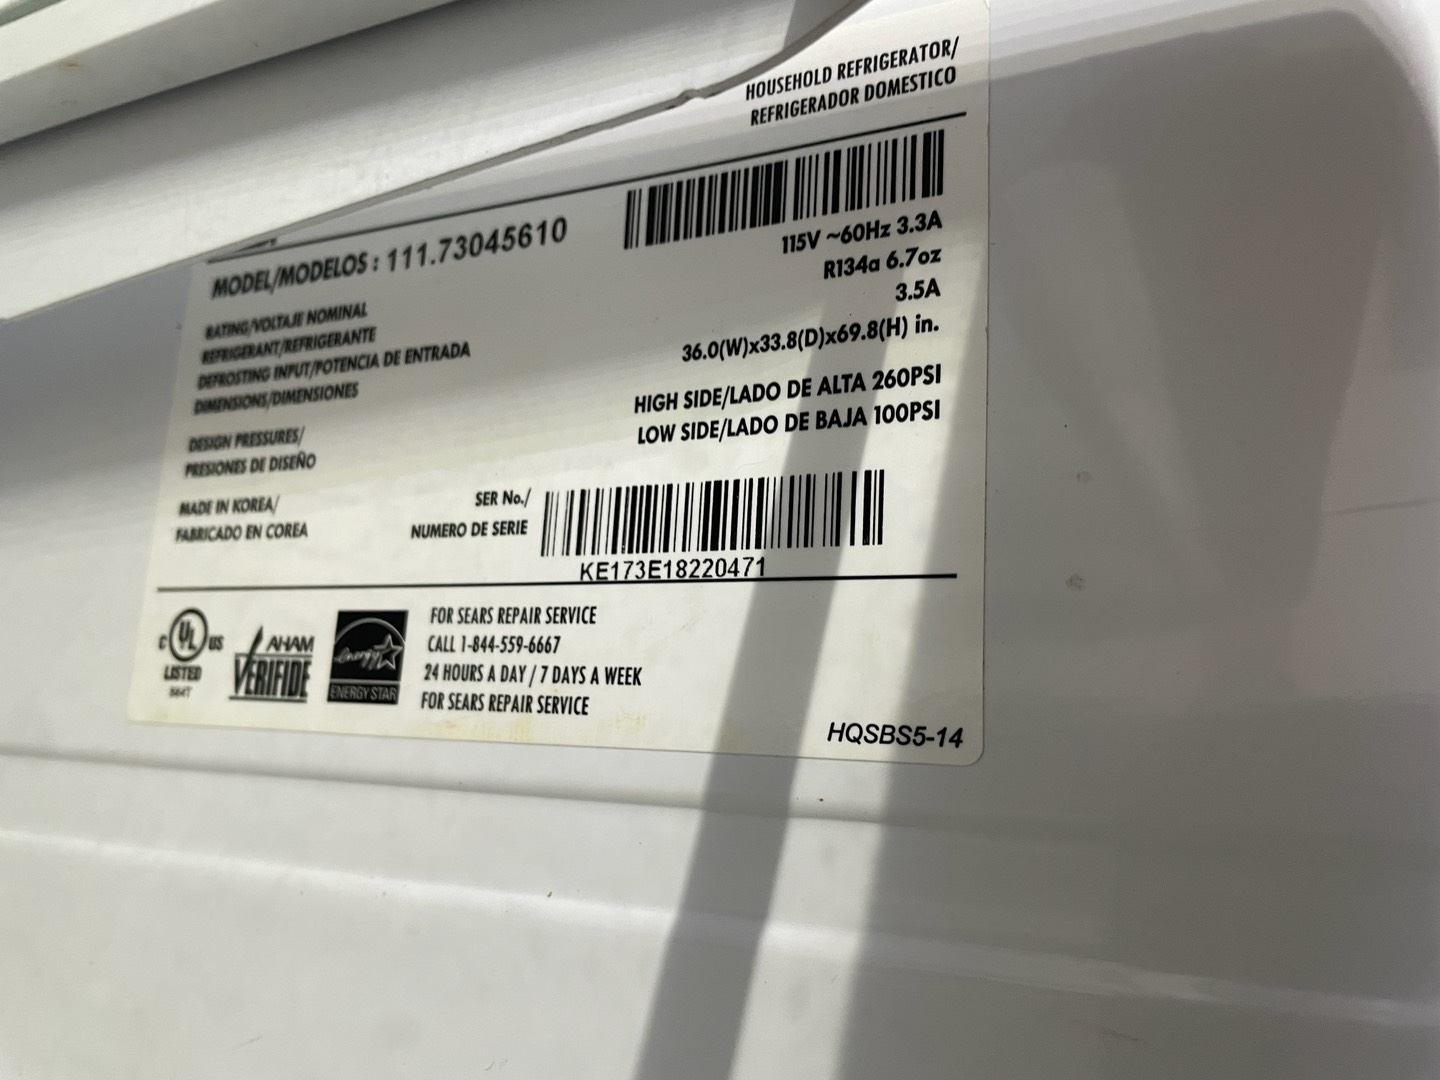 HOUSEHOLD REFRIGERATOR/
REFRIGERADOR DOMESTICO
MODEL/MODELOS : 111.73045610
RATING/VOLTAJE NOMINAL 115V ~60Hz 3.3A
REFRIGERANT/REFRIGERANTE R134a 6.7oz
DEFROSTING INPUT/POTENCIA DE ENTRADA 3.5A
DIMENSIONS/DIMENSIONES 36.0(W)x33.8(D)x69.8(H) in.
DESIGN PRESSURES/ HIGH SIDE/LADO DE ALTA 260PSI
PRESIONES DE DISEÑO LOW SIDE/LADO DE BAJA 100PSI
MADE IN KOREA/ SER No./
FABRICADO EN COREA NUMERO DE SERIE
KE173E18220471
C UL US
LISTED
AHAM
VERIFIDE
energy
ENERGY STAR
FOR SEARS REPAIR SERVICE
CALL 1-844-559-6667
24 HOURS A DAY / 7 DAYS A WEEK
FOR SEARS REPAIR SERVICE
HQSBS5-14